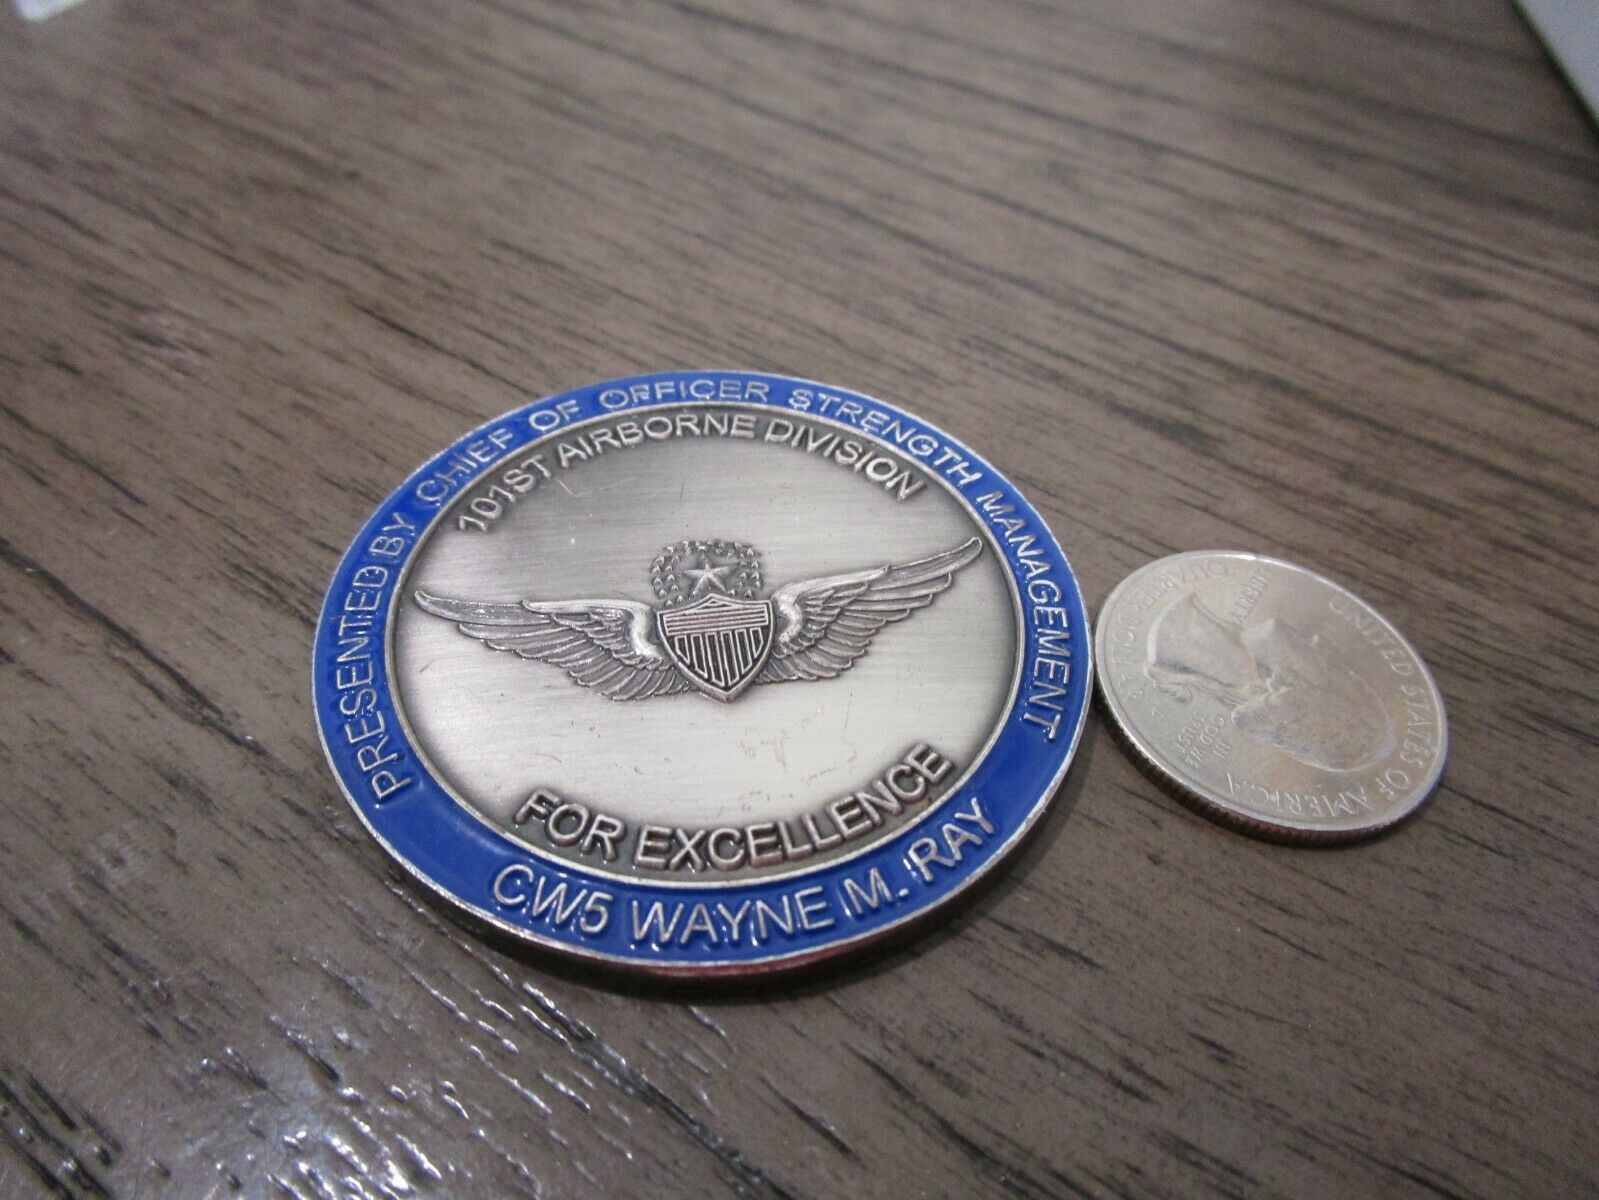 PRESENTED BY CHIEF OF OFFICER STRENGTH MANAGEMENT
101ST AIRBORNE DIVISION
FOR EXCELLENCE
CW5 WAYNE M. RAY
UNITED STATES OF AMERICA
LIBERTY
IN
GOD WE
TRUST
QUARTER